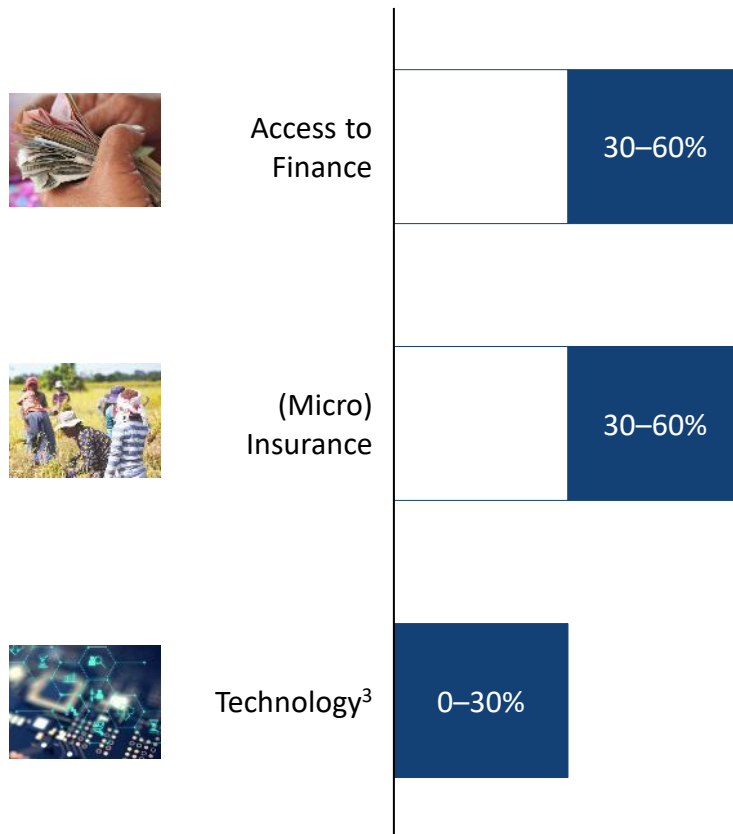 Access to
Finance
30–60%
(Micro)
Insurance
30–60%
Technology³
0–30%